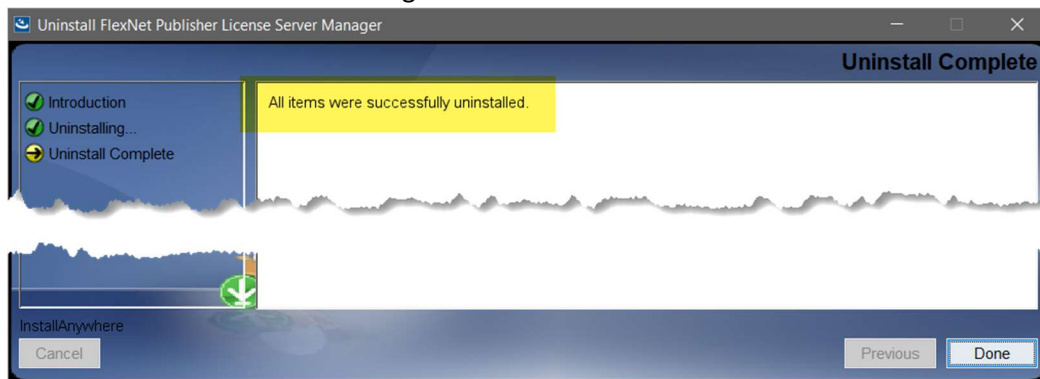 Uninstall FlexNet Publisher License Server Manager
Uninstall Complete
Introduction
Uninstalling...
Uninstall Complete
All items were successfully uninstalled.
InstallAnywhere
Cancel
Previous
Done